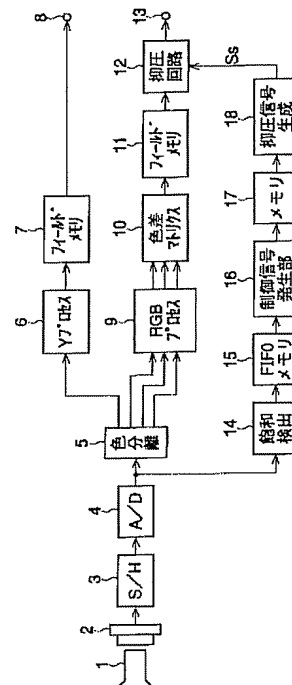 1
2
3
S/H
4
A/D
5
色分離
6
Yプロセス
7
フィールドメモリ
8
9
RGBプロセス
10
色差マトリクス
11
フィールドメモリ
12
抑圧回路
13
14
飽和検出
15
FIFOメモリ
16
制御信号発生部
17
メモリ
18
抑圧信号生成
Ss